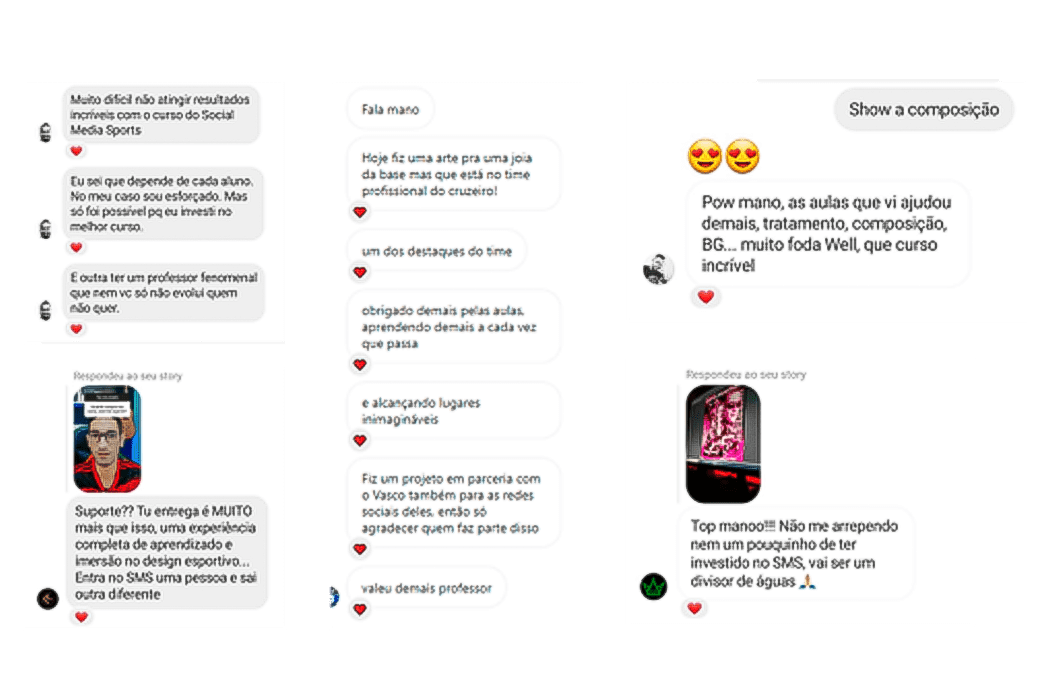 Muito difícil não atingir resultados
incríveis com o curso do Social
Media Sports
Eu sei que depende de cada aluno.
No meu caso sou esforçado. Mas
só foi possível pq eu investi no
melhor curso.
E outra ter um professor fenomenal
que nem vc só não evolui quem
não quer.
Respondeu ao seu story
Suporte?? Tu entrega é MUITO
mais que isso, uma experiência
completa de aprendizado e
imersão no design esportivo...
Entra no SMS uma pessoa e sai
outra diferente
Fala mano
Hoje fiz uma arte pra uma joia
da base mas que está no time
profissional do cruzeiro!
um dos destaques do time
obrigado demais pelas aulas,
aprendendo demais a cada vez
que passa
e alcançando lugares
inimagináveis
Fiz um projeto em parceria com
o Vasco também para as redes
sociais deles, então só
agradecer quem faz parte disso
valeu demais professor
Show a composição
😍😍
Pow mano, as aulas que vi ajudou
demais, tratamento, composição,
BG... muito foda Well, que curso
incrível
Respondeu ao seu story
Top manoo!!! Não me arrependo
nem um pouquinho de ter
investido no SMS, vai ser um
divisor de águas 🙏